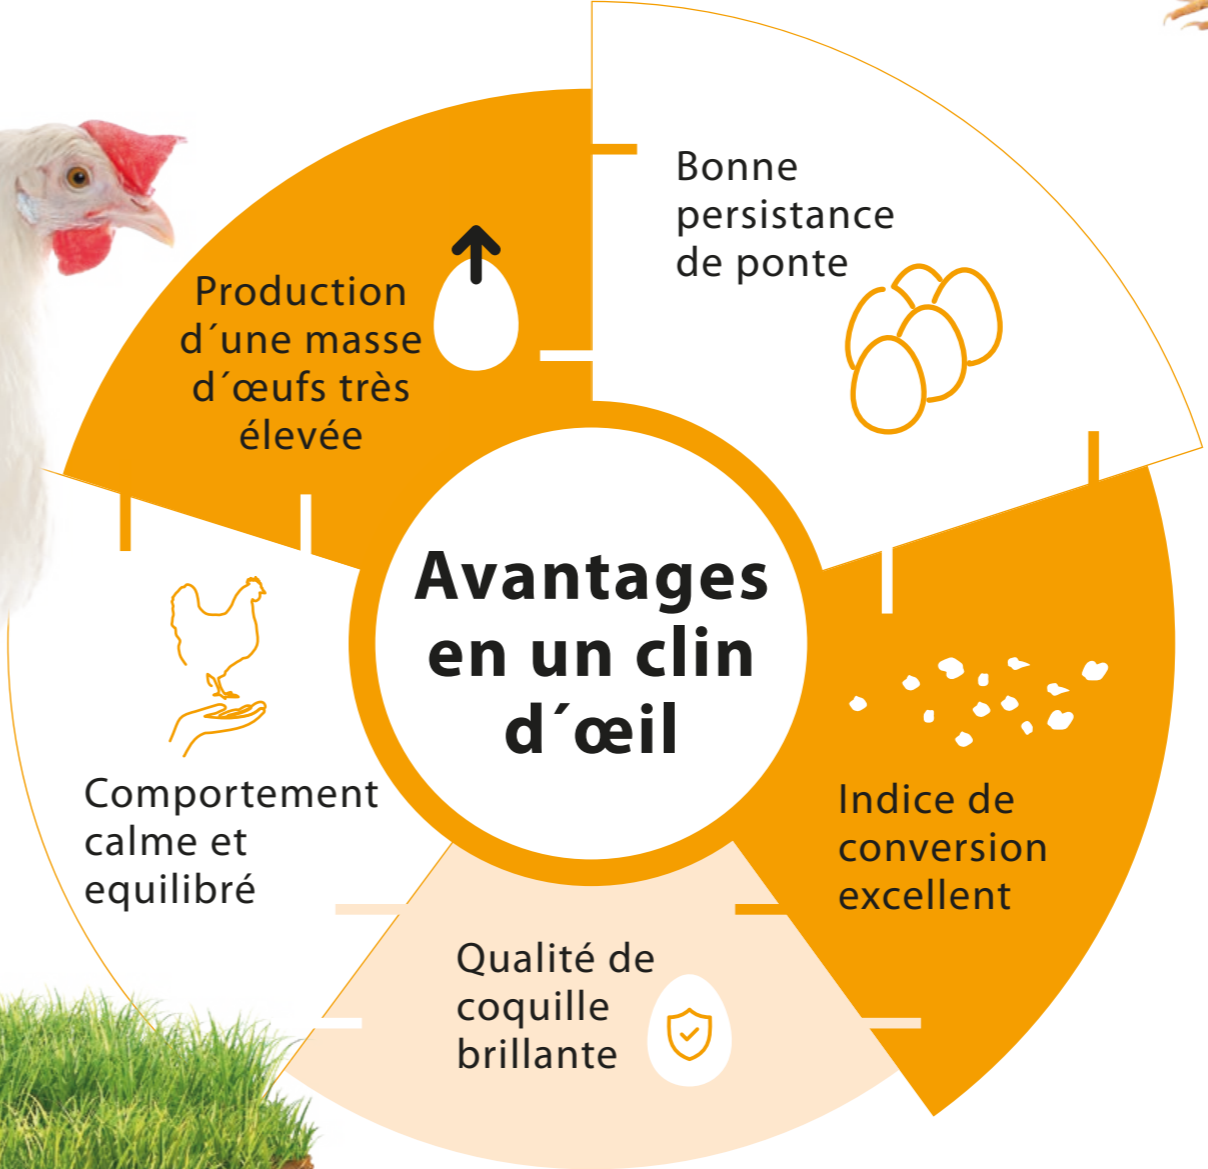 Bonne
persistance
de ponte
Production
d´une masse
d´œufs très
élevée
Avantages
en un clin
d´œil
Comportement
calme et
equilibré
Indice de
conversion
excellent
Qualité de
coquille
brillante